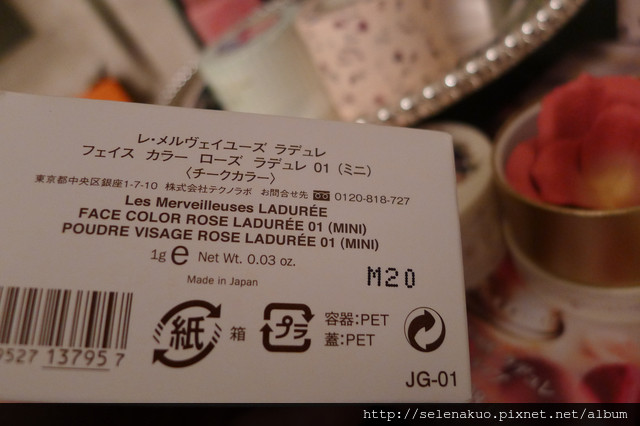 レ・メルヴェイユーズ ラデュレ
フェイス カラー ローズ ラデュレ 01 (ミニ)
〈チークカラー〉
東京都中央区銀座1-7-10 株式会社テクノラボ お問合せ先 0120-818-727
Les Merveilleuses LADURÉE
FACE COLOR ROSE LADURÉE 01 (MINI)
POUDRE VISAGE ROSE LADURÉE 01 (MINI)
1g e Net Wt. 0.03 oz.
M20
Made in Japan
紙 箱 プラ 容器:PET
蓋:PET
9527 13795 7
JG-01
http://selenakuo.pixnet.net/album